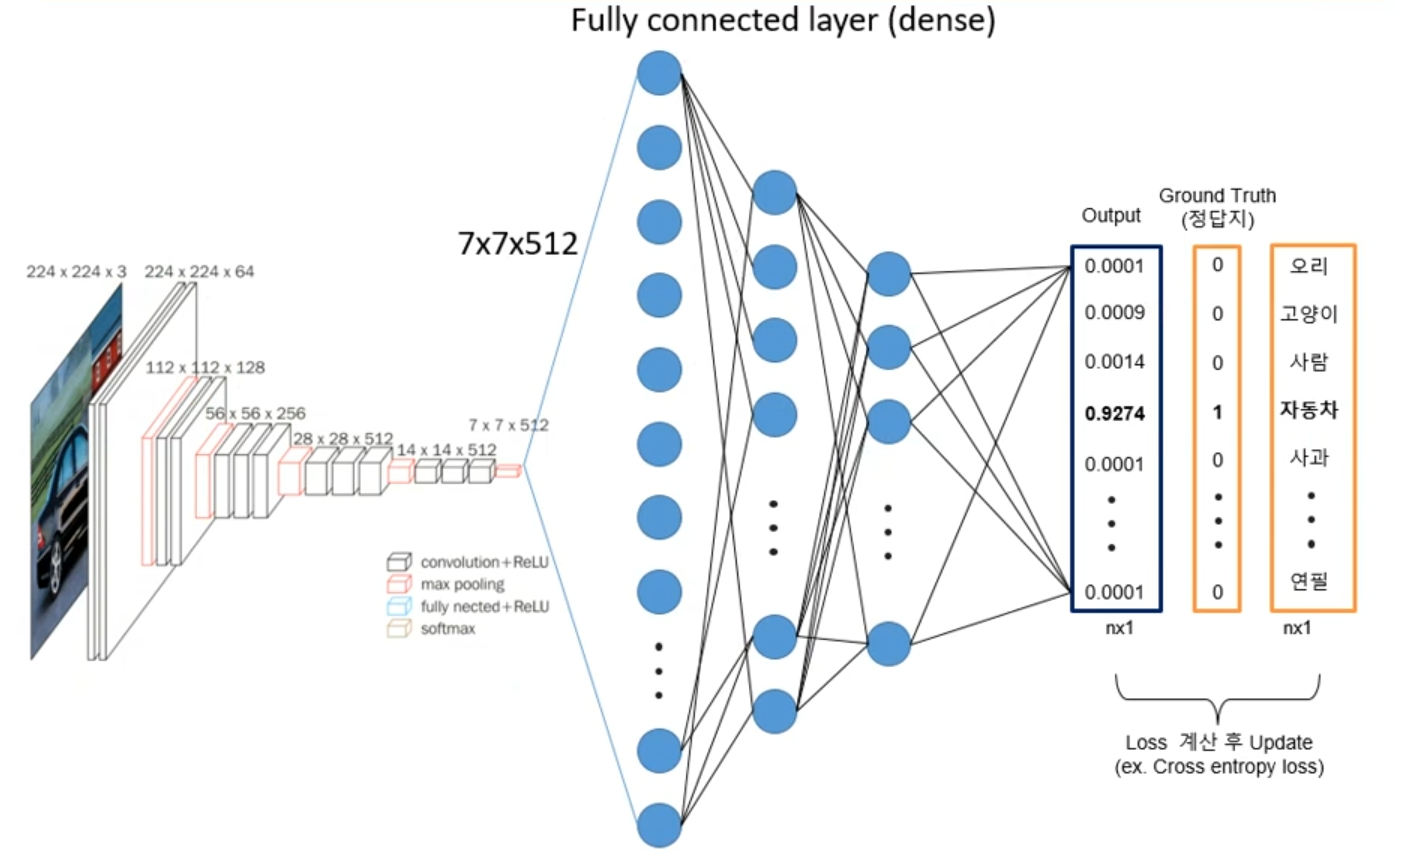 Fully connected layer (dense)
7x7x512
224 x 224 x 3
224 x 224 x 64
112 x 112 x 128
56 x 56 x 256
28 x 28 x 512
14 x 14 x 512
7 x 7 x 512
convolution+ReLU
max pooling
fully nected+ReLU
softmax
Output
Ground Truth
(정답지)
0.0001 0 오리
0.0009 0 고양이
0.0014 0 사람
0.9274 1 자동차
0.0001 0 사과
0.0001 0 연필
nx1 nx1
Loss 계산 후 Update
(ex. Cross entropy loss)